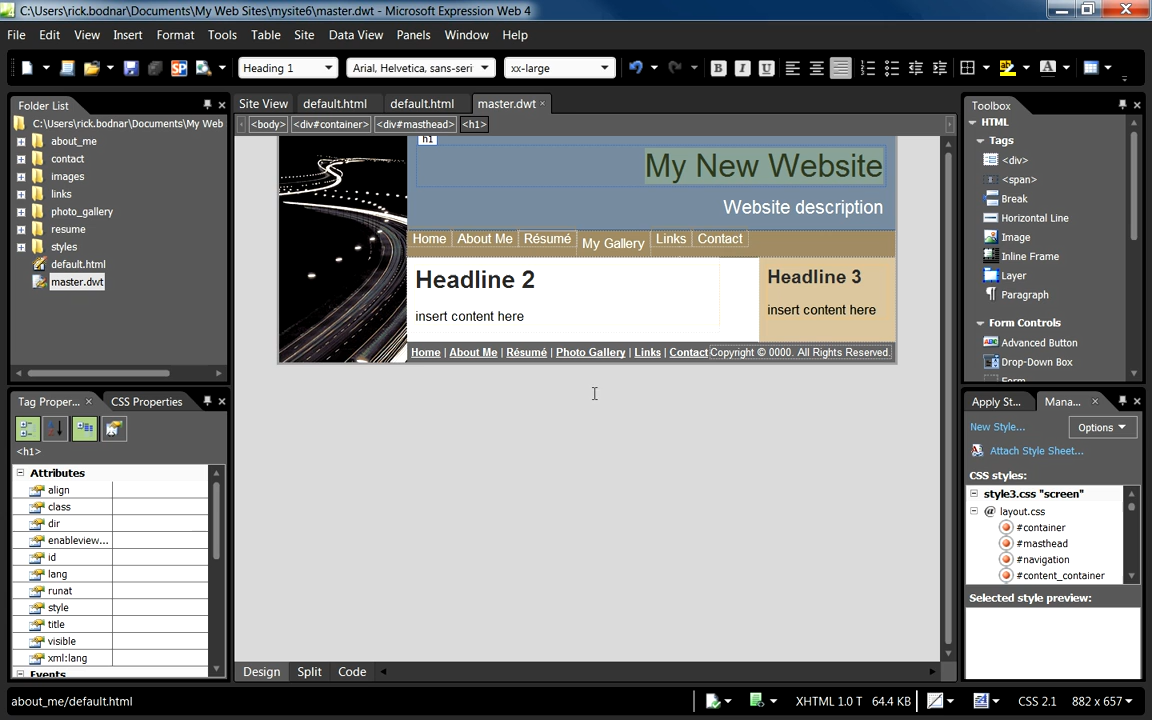 C:\Users\rick.bodnar\Documents\My Web Sites\mysite6\master.dwt - Microsoft Expression Web 4
File Edit View Insert Format Tools Table Site Data View Panels Window Help
Heading 1 Arial, Helvetica, sans-seri xx-large
Folder List
C:\Users\rick.bodnar\Documents\My Web
about_me
contact
images
links
photo_gallery
resume
styles
default.html
master.dwt
Site View default.html default.html master.dwt
<body> <div#container> <div#masthead> <h1>
h1
My New Website
Website description
Home About Me Résumé My Gallery Links Contact
Headline 2
insert content here
Headline 3
insert content here
Home | About Me | Résumé | Photo Gallery | Links | Contact Copyright © 0000. All Rights Reserved.
Design Split Code
Toolbox
HTML
Tags
<div>
<span>
Break
Horizontal Line
Image
Inline Frame
Layer
Paragraph
Form Controls
Advanced Button
Drop-Down Box
Form
Tag Proper... CSS Properties
<h1>
Attributes
align
class
dir
enableview...
id
lang
runat
style
title
visible
xml:lang
Events
Apply St... Mana...
New Style... Options
Attach Style Sheet...
CSS styles:
style3.css "screen"
@ layout.css
#container
#masthead
#navigation
#content_container
Selected style preview:
about_me/default.html XHTML 1.0 T 64.4 KB CSS 2.1 882 x 657